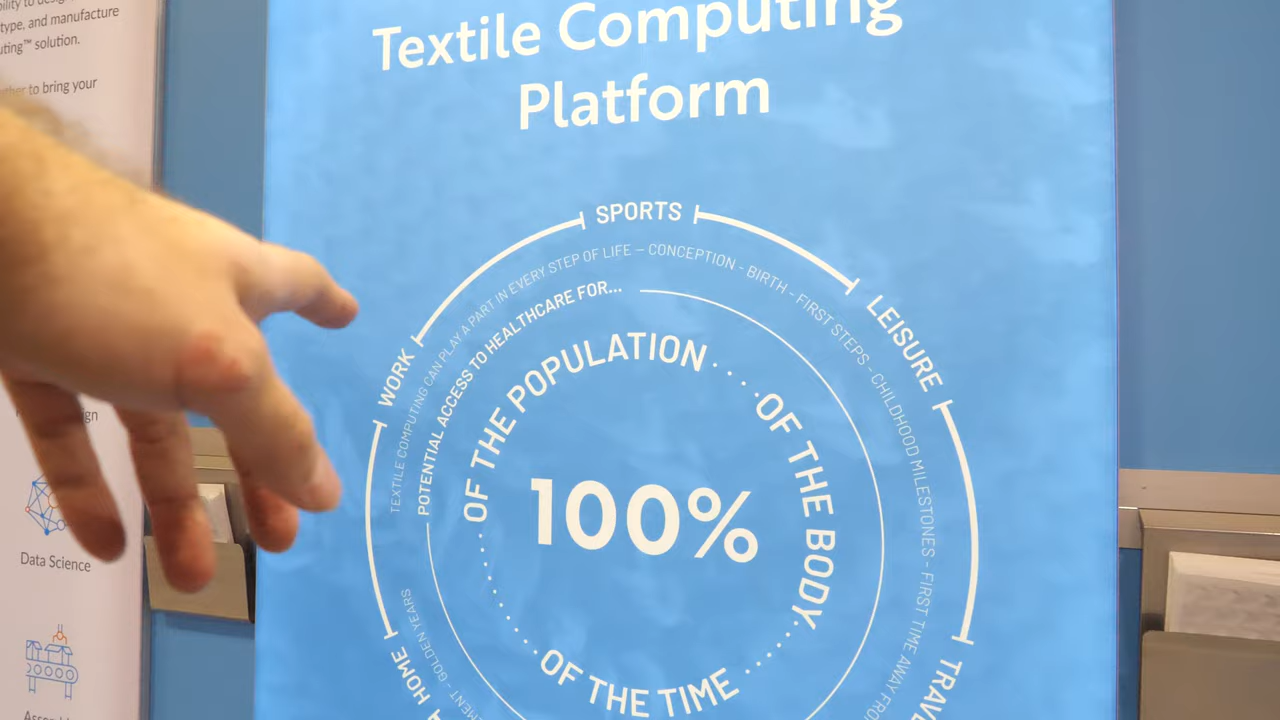 type, and manufacture
solution.
to bring your
Data Science
Textile Computing
Platform
SPORTS
LEISURE
WORK
HOME
TEXTILE COMPUTING CAN PLAY A PART IN EVERY STEP OF LIFE – CONCEPTION - BIRTH - FIRST STEPS - CHILDHOOD MILESTONES - FIRST TIME AWAY
GOLDEN YEARS
POTENTIAL ACCESS TO HEALTHCARE FOR...
100%
OF THE POPULATION
OF THE BODY
OF THE TIME